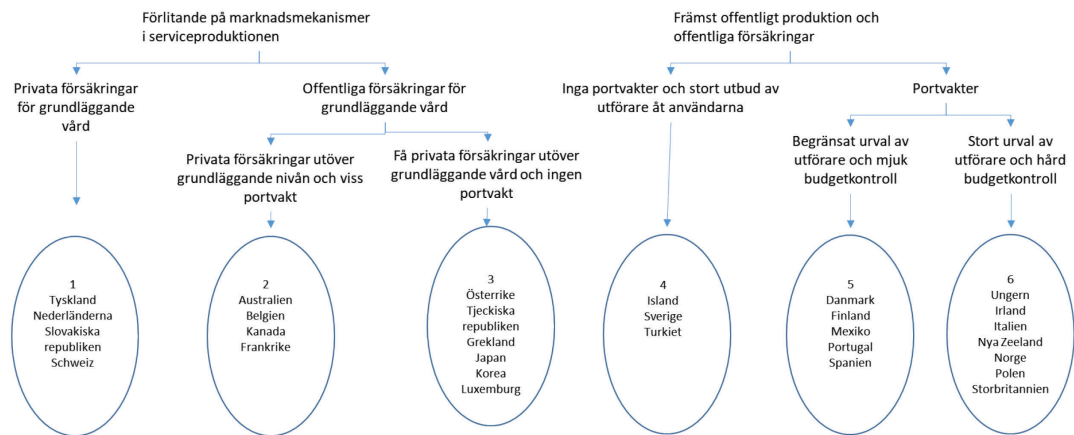 Förlitande på marknadsmekanismer
i serviceproduktionen
Främst offentligt produktion och
offentliga försäkringar
Privata försäkringar
för grundläggande
vård
Offentliga försäkringar för
grundläggande vård
Inga portvakter och stort utbud av
utförare åt användarna
Portvakter
Privata försäkringar utöver
grundläggande nivån och viss
portvakt
Få privata försäkringar utöver
grundläggande vård och ingen
portvakt
Begränsat urval av
utförare och mjuk
budgetkontroll
Stort urval av
utförare och hård
budgetkontroll
1
Tyskland
Nederländerna
Slovakiska
republiken
Schweiz
2
Australien
Belgien
Kanada
Frankrike
3
Österrike
Tjeckiska
republiken
Grekland
Japan
Korea
Luxemburg
4
Island
Sverige
Turkiet
5
Danmark
Finland
Mexiko
Portugal
Spanien
6
Ungern
Irland
Italien
Nya Zeeland
Norge
Polen
Storbritannien